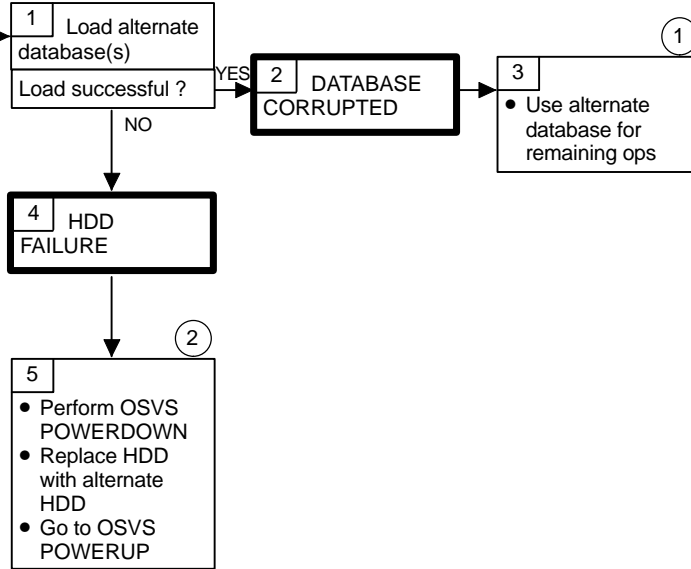 1 Load alternate
database(s)
Load successful ?
YES
NO
2 DATABASE
CORRUPTED
1
3
● Use alternate
database for
remaining ops
4 HDD
FAILURE
2
5
● Perform OSVS
POWERDOWN
● Replace HDD
with alternate
HDD
● Go to OSVS
POWERUP